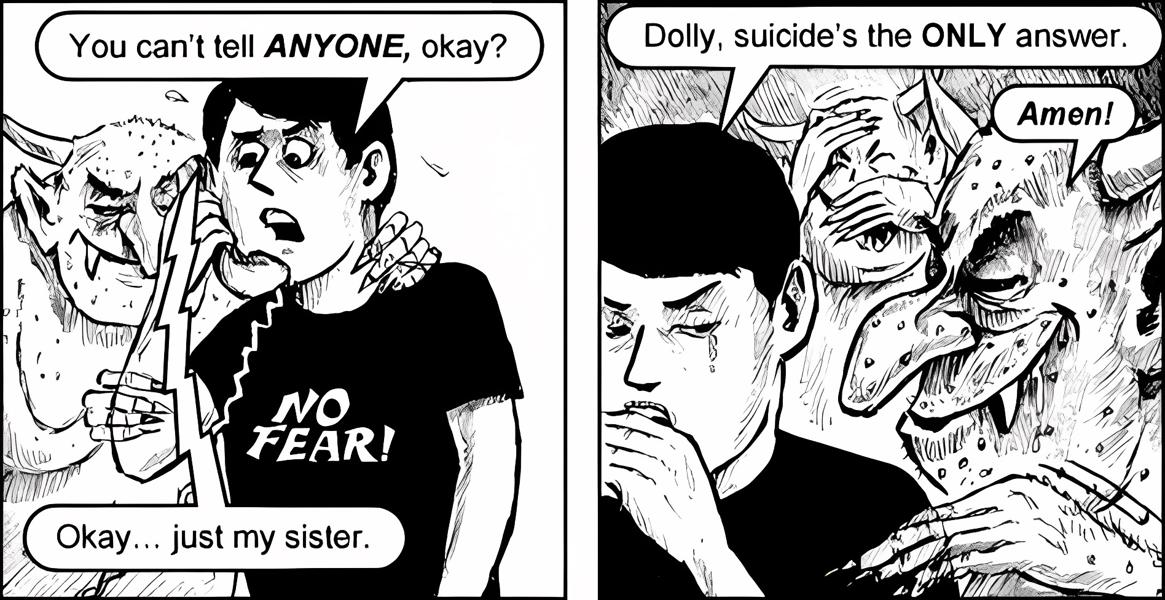 You can't tell ANYONE, okay?
NO
FEAR!
Okay... just my sister.
Dolly, suicide's the ONLY answer.
Amen!